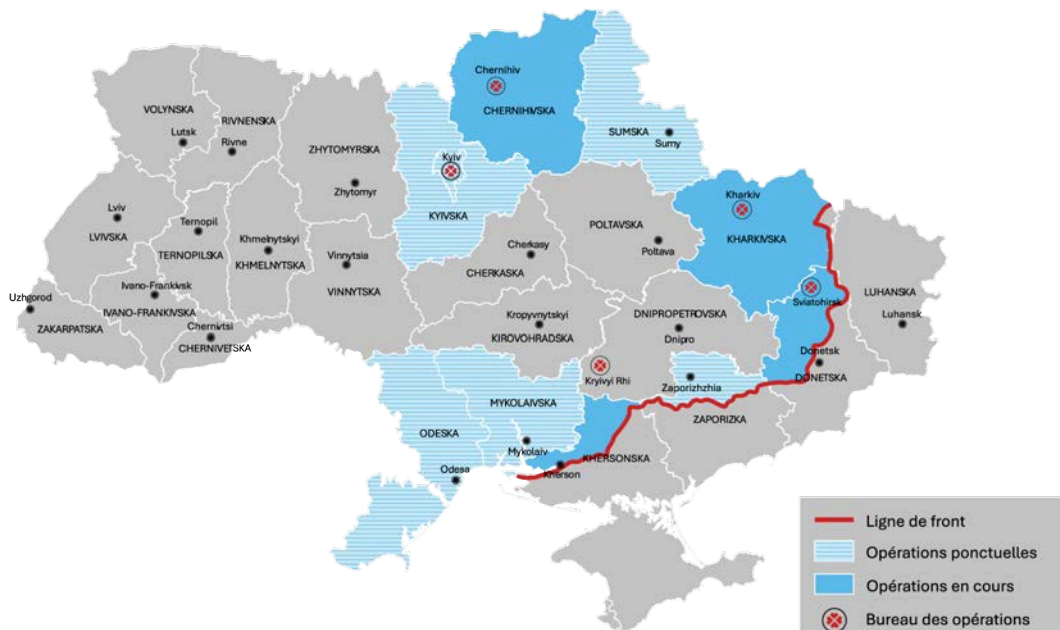 Chernihiv
CHERNIHIVSKA
VOLYNSKA
RIVNENSKA
Lutsk
Rivne
ZHYTOMYRSKA
Zhytomyr
Kyiv
KYIVSKA
SUMSKA
Sumy
Lviv
LVIVSKA
Ternopil
TERNOPILSKA
Khmelnytskyi
KHMELNYTSKA
Vinnytsia
VINNYTSKA
Cherkasy
CHERKASKA
POLTAVSKA
Poltava
Kharkiv
KHARKIVSKA
Uzhgorod
ZAKARPATSKA
Ivano-Frankivsk
IVANO-FRANKIVSKA
Chernivtsi
CHERNIVETSKA
Kropyvnytskyi
KIROVOHRADSKA
DNIPROPETROVSKA
Dnipro
Sviatohirsk
LUHANSKA
Luhansk
Donetsk
DONETSKA
Kryivyi Rhi
Zaporizhzhia
ZAPORIZKA
MYKOLAIVSKA
Mykolaiv
ODESKA
Odesa
KHERSONSKA
Kherson
Ligne de front
Opérations ponctuelles
Opérations en cours
Bureau des opérations